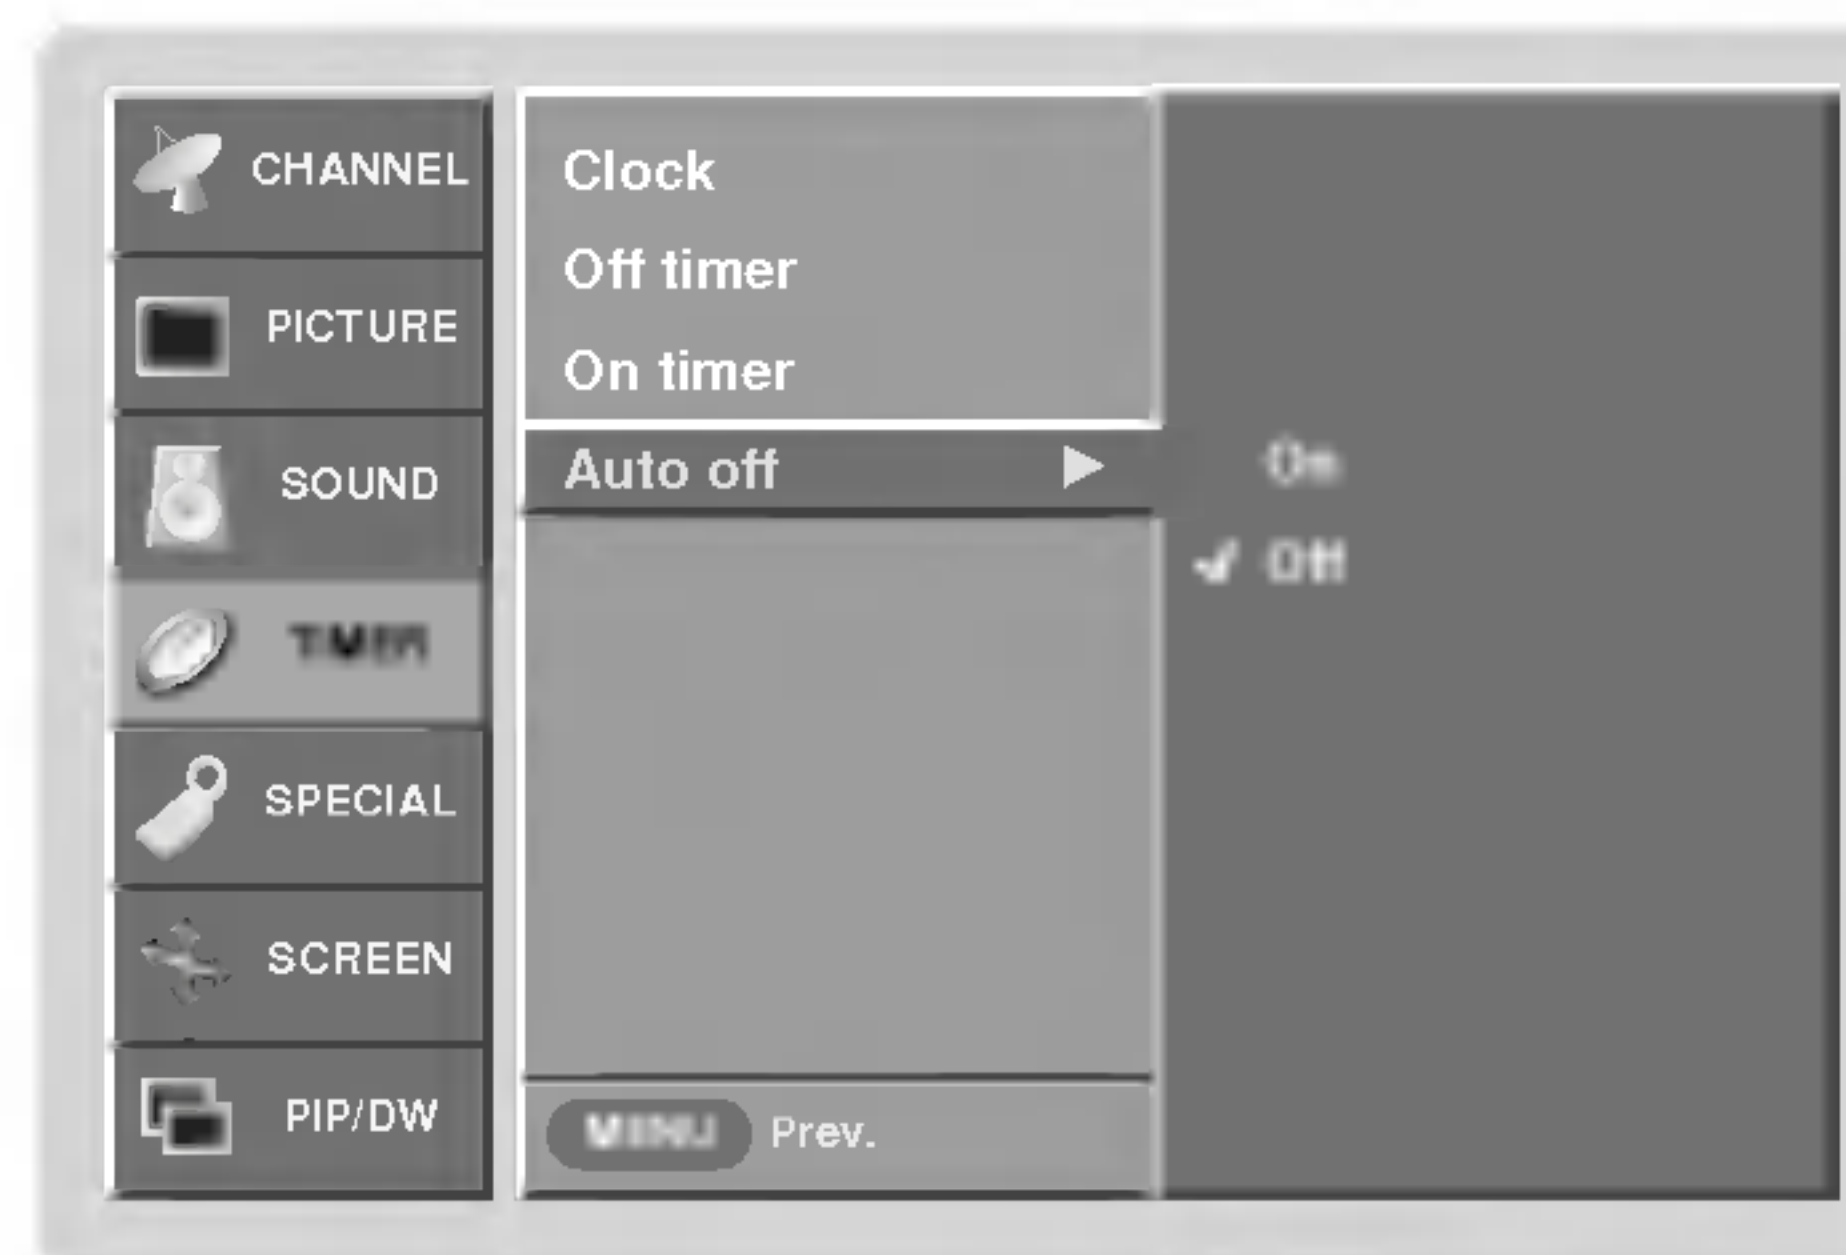 CHANNEL
PICTURE
SOUND
TIMER
SPECIAL
SCREEN
PIP/DW
Clock
Off timer
On timer
Auto off
On
Off
MENU Prev.